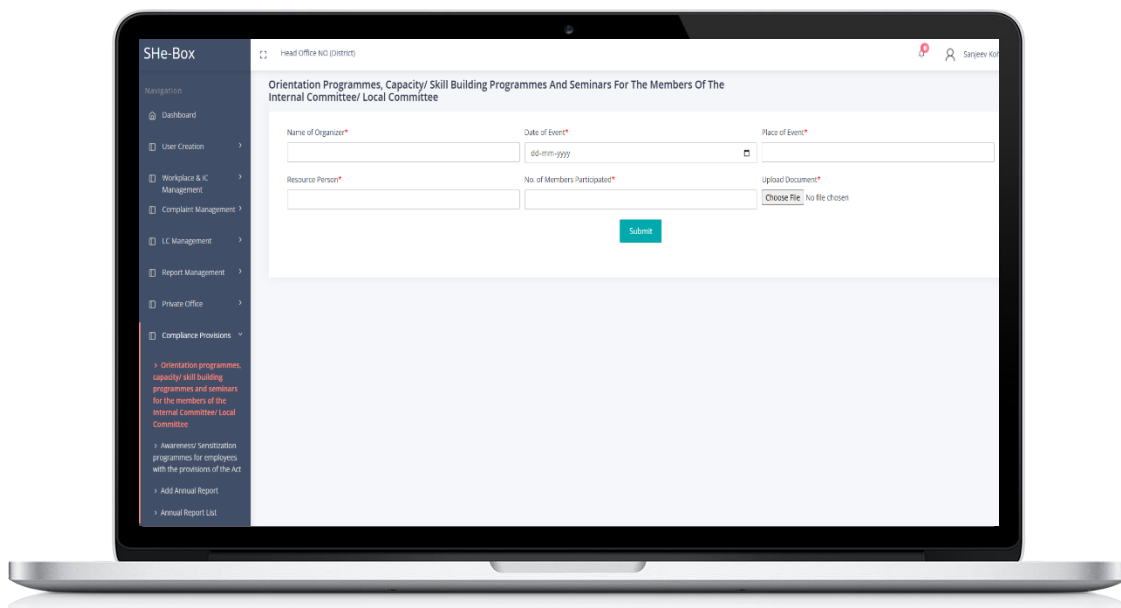 SHe-Box
Head Office NO (District)
Sanjeev Koh
Navigation
Dashboard
User Creation
Workplace & IC
Management
Complaint Management
LC Management
Report Management
Private Office
Compliance Provisions
> Orientation programmes,
capacity/ skill building
programmes and seminars
for the members of the
Internal Committee/ Local
Committee
> Awareness/ Sensitization
programmes for employees
with the provisions of the Act
> Add Annual Report
> Annual Report List
Orientation Programmes, Capacity/ Skill Building Programmes And Seminars For The Members Of The
Internal Committee/ Local Committee
Name of Organizer* Date of Event* Place of Event*
dd-mm-yyyy
Resource Person* No. of Members Participated* Upload Document*
Choose File No file chosen
Submit